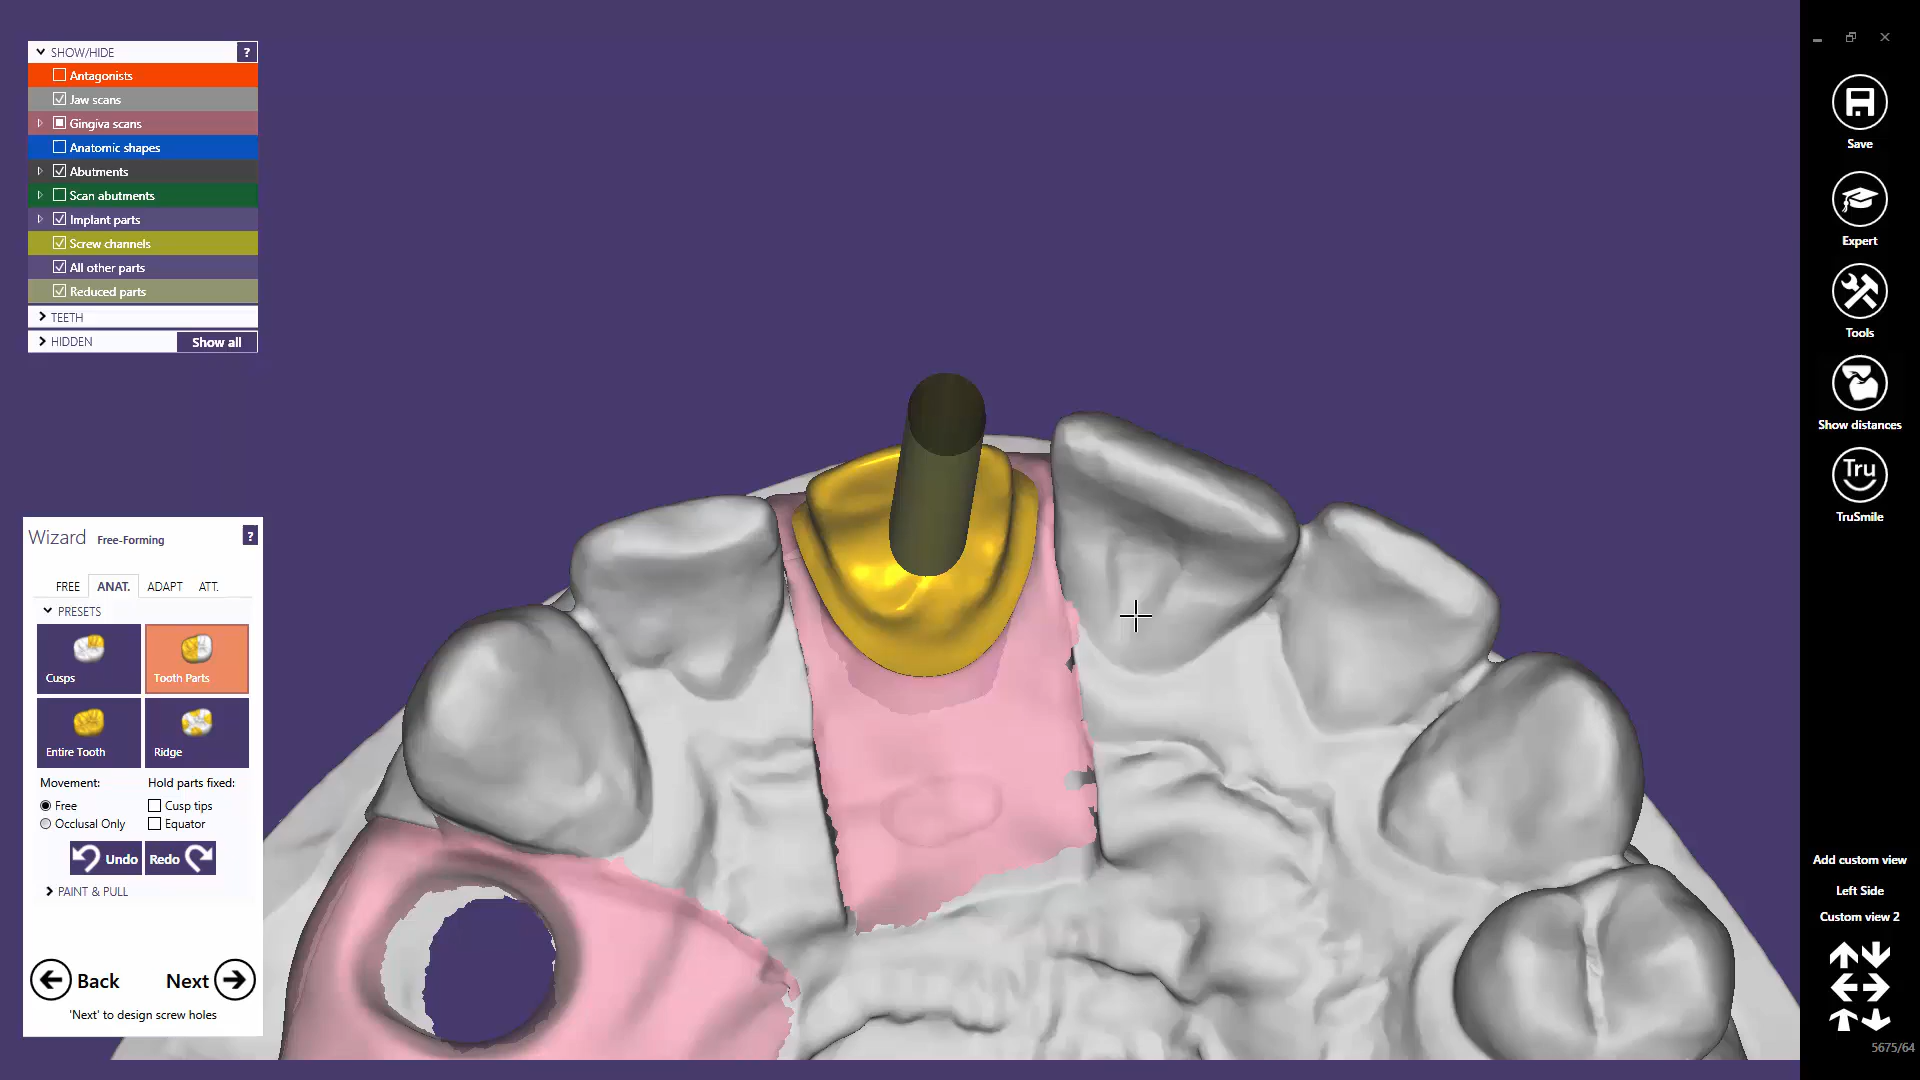 SHOW/HIDE ?
Antagonists
Jaw scans
Gingiva scans
Anatomic shapes
Abutments
Scan abutments
Implant parts
Screw channels
All other parts
Reduced parts
TEETH
HIDDEN Show all
Wizard Free-Forming ?
FREE ANAT. ADAPT ATT.
PRESETS
Cusps Tooth Parts
Entire Tooth Ridge
Movement: Hold parts fixed:
Free Cusp tips
Occlusal Only Equator
Undo Redo
PAINT & PULL
Back Next
'Next' to design screw holes
Save
Expert
Tools
Show distances
Tru
TruSmile
Add custom view
Left Side
Custom view 2
5675/64